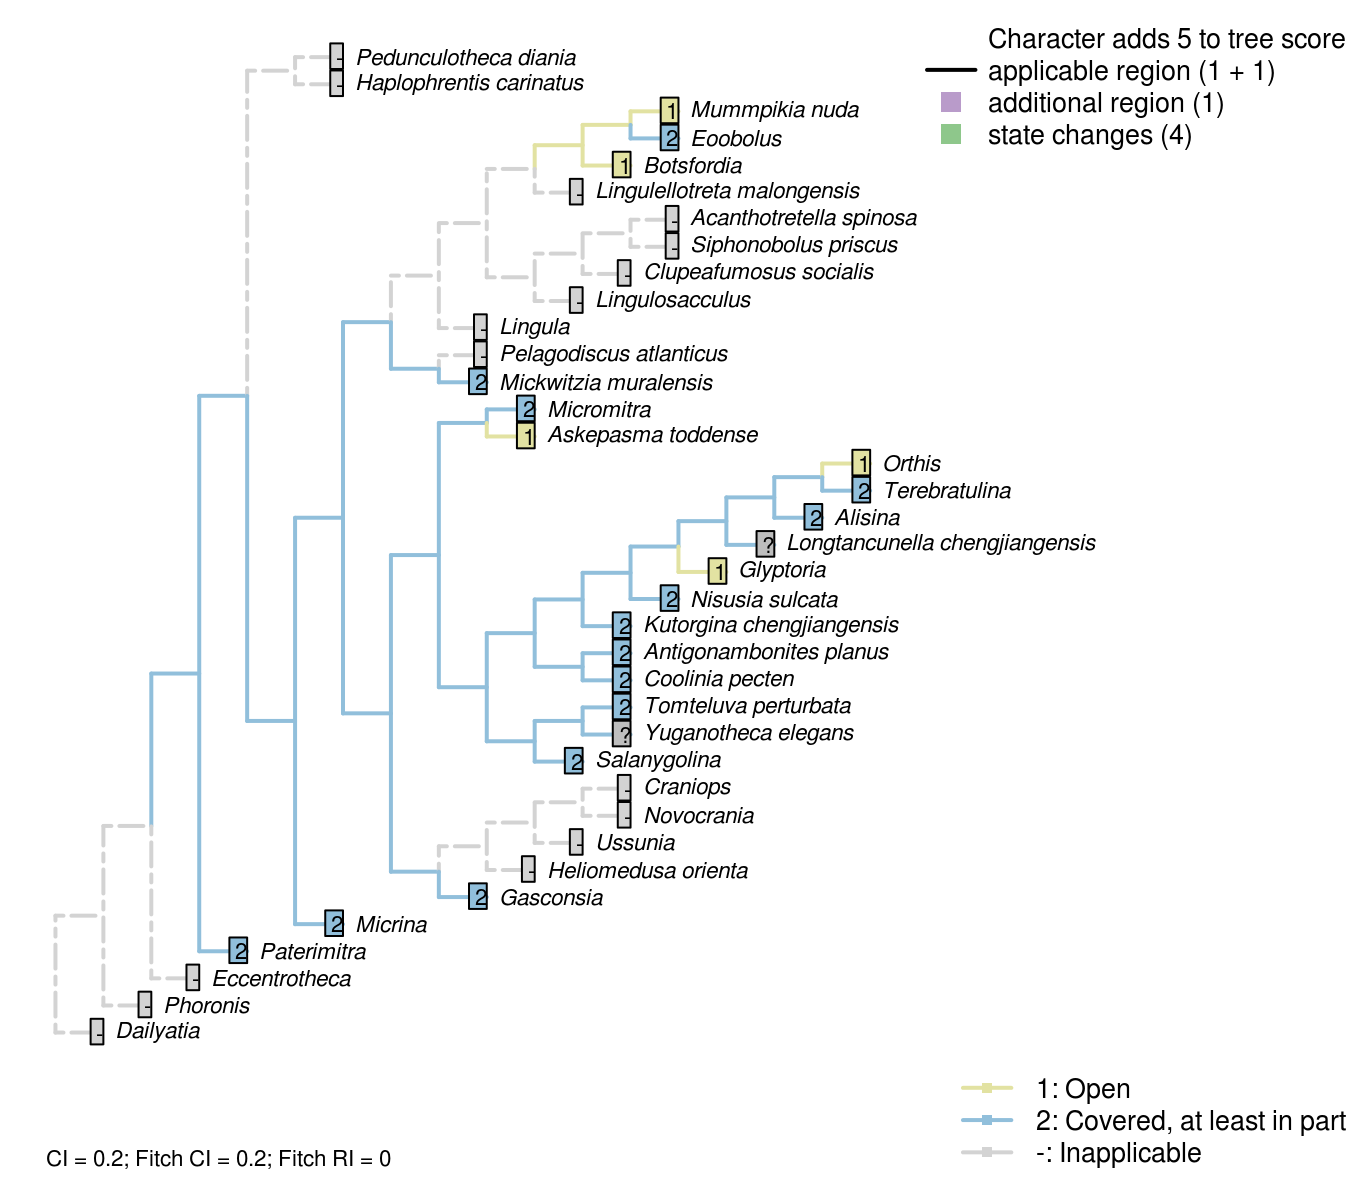 Character adds 5 to tree score
applicable region (1 + 1)
additional region (1)
state changes (4)
- Pedunculotheca diania
- Haplophrentis carinatus
1 Mummpikia nuda
2 Eoobolus
1 Botsfordia
- Lingulellotreta malongensis
- Acanthotretella spinosa
- Siphonobolus priscus
- Clupeafumosus socialis
- Lingulosacculus
- Lingula
- Pelagodiscus atlanticus
2 Mickwitzia muralensis
2 Micromitra
1 Askepasma toddense
1 Orthis
2 Terebratulina
2 Alisina
? Longtancunella chengjiangensis
1 Glyptoria
2 Nisusia sulcata
2 Kutorgina chengjiangensis
2 Antigonambonites planus
2 Coolinia pecten
2 Tomteluva perturbata
? Yuganotheca elegans
2 Salanygolina
- Craniops
- Novocrania
- Ussunia
- Heliomedusa orienta
2 Gasconsia
2 Micrina
2 Paterimitra
- Eccentrotheca
- Phoronis
- Dailyatia
1: Open
2: Covered, at least in part
-: Inapplicable
CI = 0.2; Fitch CI = 0.2; Fitch RI = 0